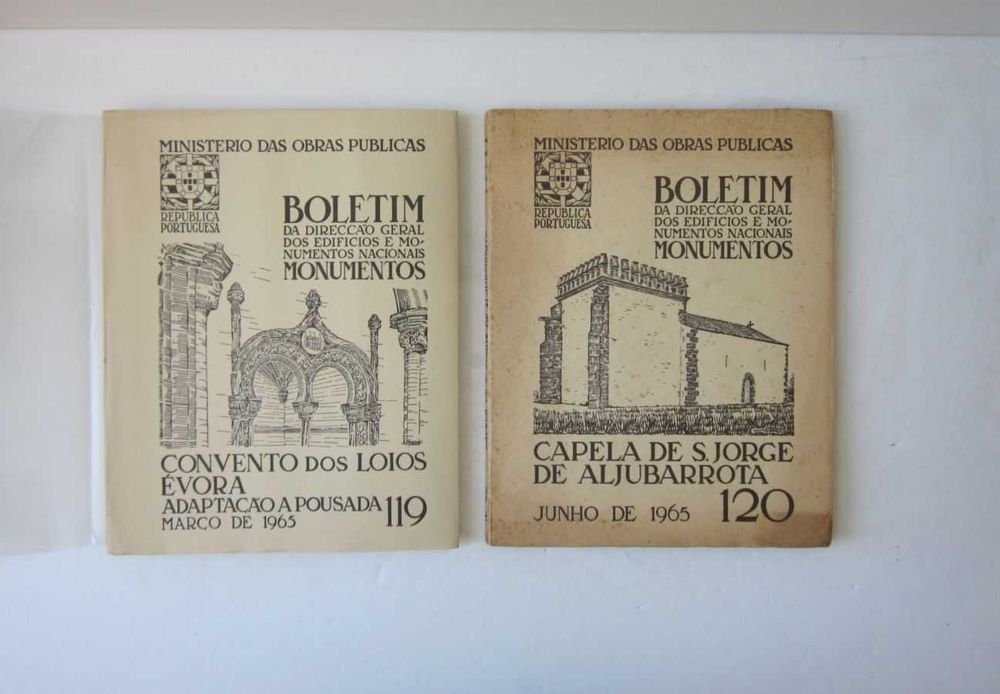 MINISTERIO DAS OBRAS PUBLICAS
REPUBLICA
PORTUGUESA
BOLETIM
DA DIRECCÃO GERAL
DOS EDIFICIOS E MO-
NUMENTOS NACIONAIS
MONUMENTOS
CONVENTO DOS LOIOS
ÉVORA
ADAPTAÇÃO A POUSADA 119
MARÇO DE 1965
MINISTERIO DAS OBRAS PUBLICAS
REPUBLICA
PORTUGUESA
BOLETIM
DA DIRECCÃO GERAL
DOS EDIFICIOS E MO-
NUMENTOS NACIONAIS
MONUMENTOS
CAPELA DE S. JORGE
DE ALJUBARROTA
JUNHO DE 1965 120